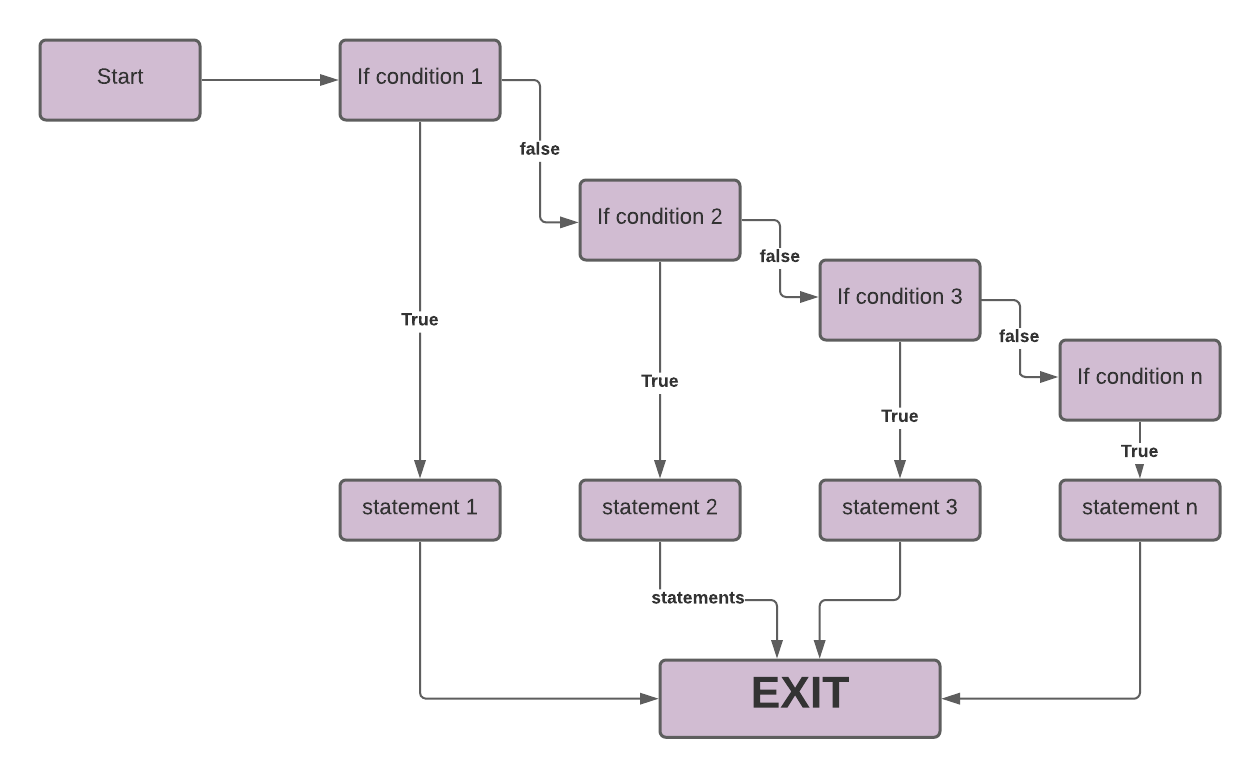 Start
If condition 1
false
If condition 2
false
If condition 3
True
false
If condition n
True
True
True
statement 1
statement 2
statement 3
statement n
statements
EXIT